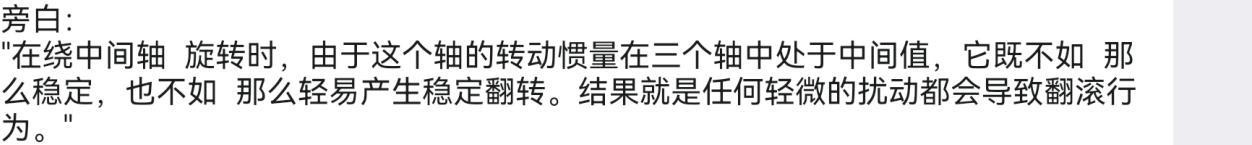 旁白：
"在绕中间轴  旋转时，由于这个轴的转动惯量在三个轴中处于中间值，它既不如  那
么稳定，也不如  那么轻易产生稳定翻转。结果就是任何轻微的扰动都会导致翻滚行
为。"